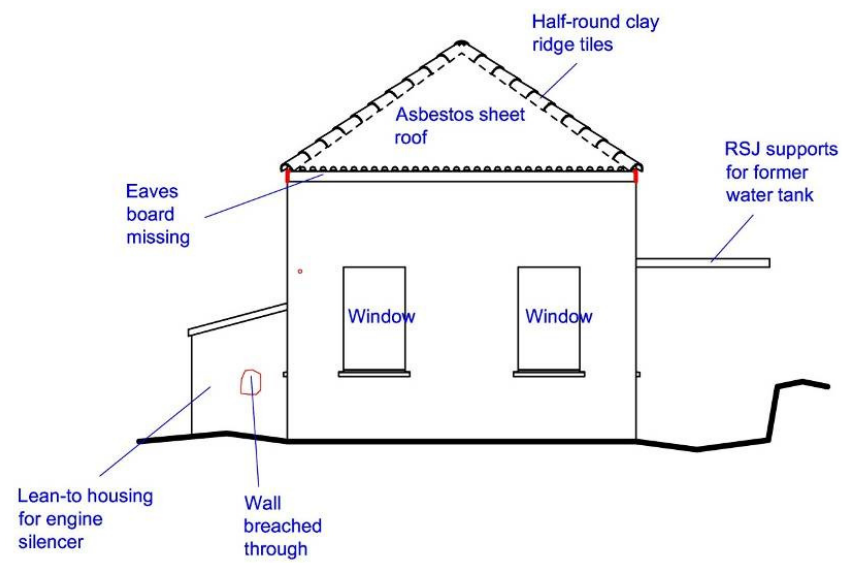 Half-round clay
ridge tiles
Asbestos sheet
roof
RSJ supports
for former
water tank
Eaves
board
missing
Window
Window
Lean-to housing
for engine
silencer
Wall
breached
through